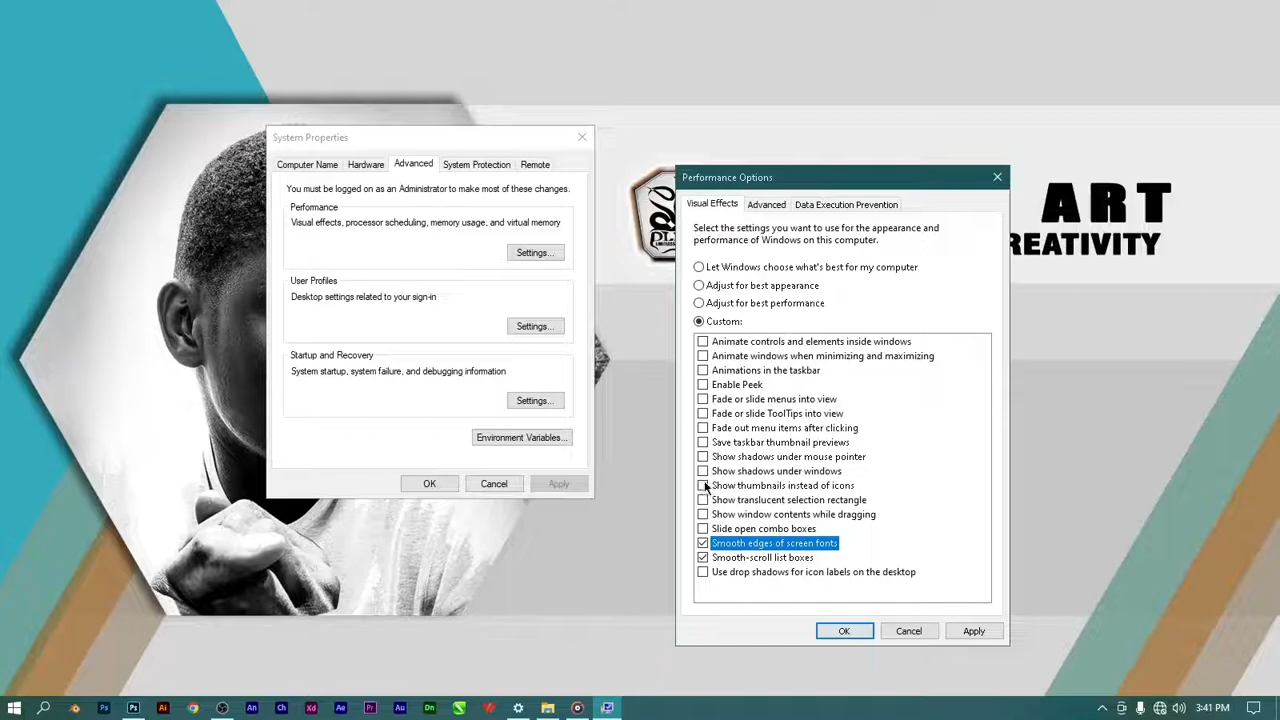 System Properties
Computer Name
Hardware
Advanced
System Protection
Remote
You must be logged on as an Administrator to make most of these changes.
Performance
Visual effects, processor scheduling, memory usage, and virtual memory
Settings...
User Profiles
Desktop settings related to your sign-in
Settings...
Startup and Recovery
System startup, system failure, and debugging information
Settings...
Environment Variables...
OK
Cancel
Apply
Performance Options
Visual Effects
Advanced
Data Execution Prevention
Select the settings you want to use for the appearance and
performance of Windows on this computer.
Let Windows choose what's best for my computer
Adjust for best appearance
Adjust for best performance
Custom:
Animate controls and elements inside windows
Animate windows when minimizing and maximizing
Animations in the taskbar
Enable Peek
Fade or slide menus into view
Fade or slide ToolTips into view
Fade out menu items after clicking
Save taskbar thumbnail previews
Show shadows under mouse pointer
Show shadows under windows
Show thumbnails instead of icons
Show translucent selection rectangle
Show window contents while dragging
Slide open combo boxes
Smooth edges of screen fonts
Smooth-scroll list boxes
Use drop shadows for icon labels on the desktop
OK
Cancel
Apply
ART
REATIVITY
Ps
Ps
Ai
An
Ch
Xd
Ae
Pr
Au
Dn
3:41 PM